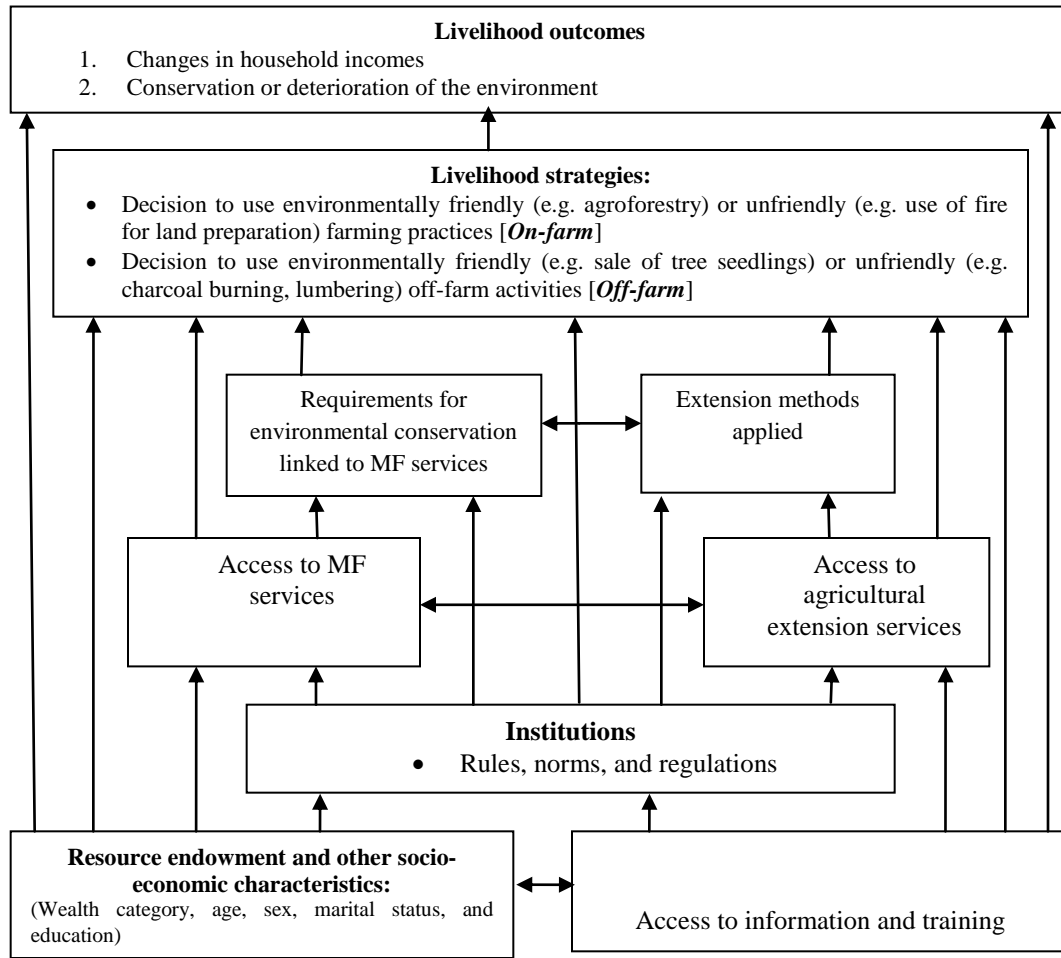 Livelihood outcomes
1. Changes in household incomes
2. Conservation or deterioration of the environment
Livelihood strategies:
• Decision to use environmentally friendly (e.g. agroforestry) or unfriendly (e.g. use of fire
for land preparation) farming practices [On-farm]
• Decision to use environmentally friendly (e.g. sale of tree seedlings) or unfriendly (e.g.
charcoal burning, lumbering) off-farm activities [Off-farm]
Requirements for
environmental conservation
linked to MF services
Extension methods
applied
Access to MF
services
Access to
agricultural
extension services
Institutions
• Rules, norms, and regulations
Resource endowment and other socio-
economic characteristics:
(Wealth category, age, sex, marital status, and
education)
Access to information and training